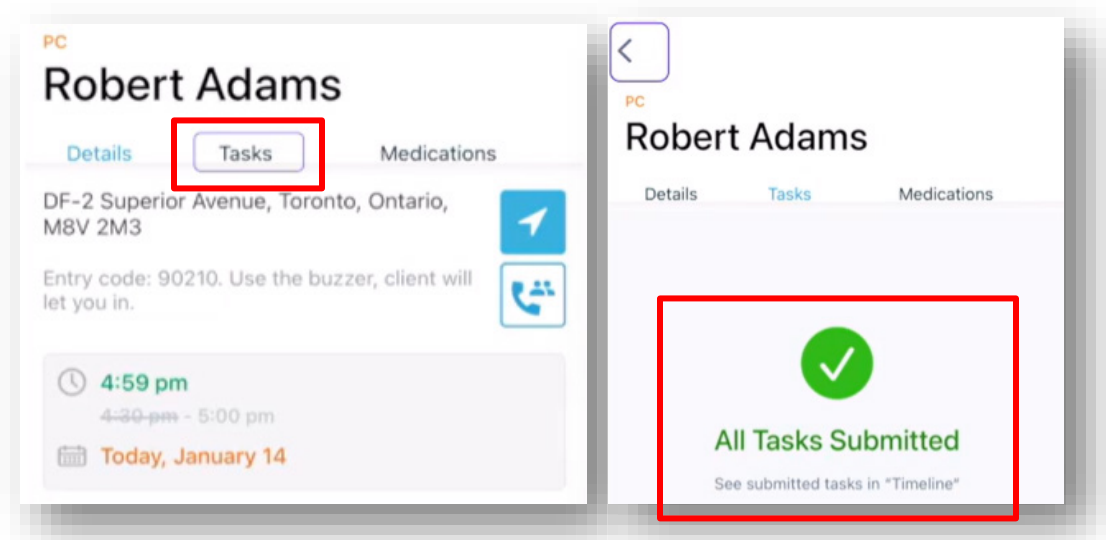 PC
Robert Adams
Details Tasks Medications
DF-2 Superior Avenue, Toronto, Ontario,
M8V 2M3
Entry code: 90210. Use the buzzer, client will
let you in.
4:59 pm
4:30 pm - 5:00 pm
Today, January 14
PC
Robert Adams
Details Tasks Medications
All Tasks Submitted
See submitted tasks in "Timeline"